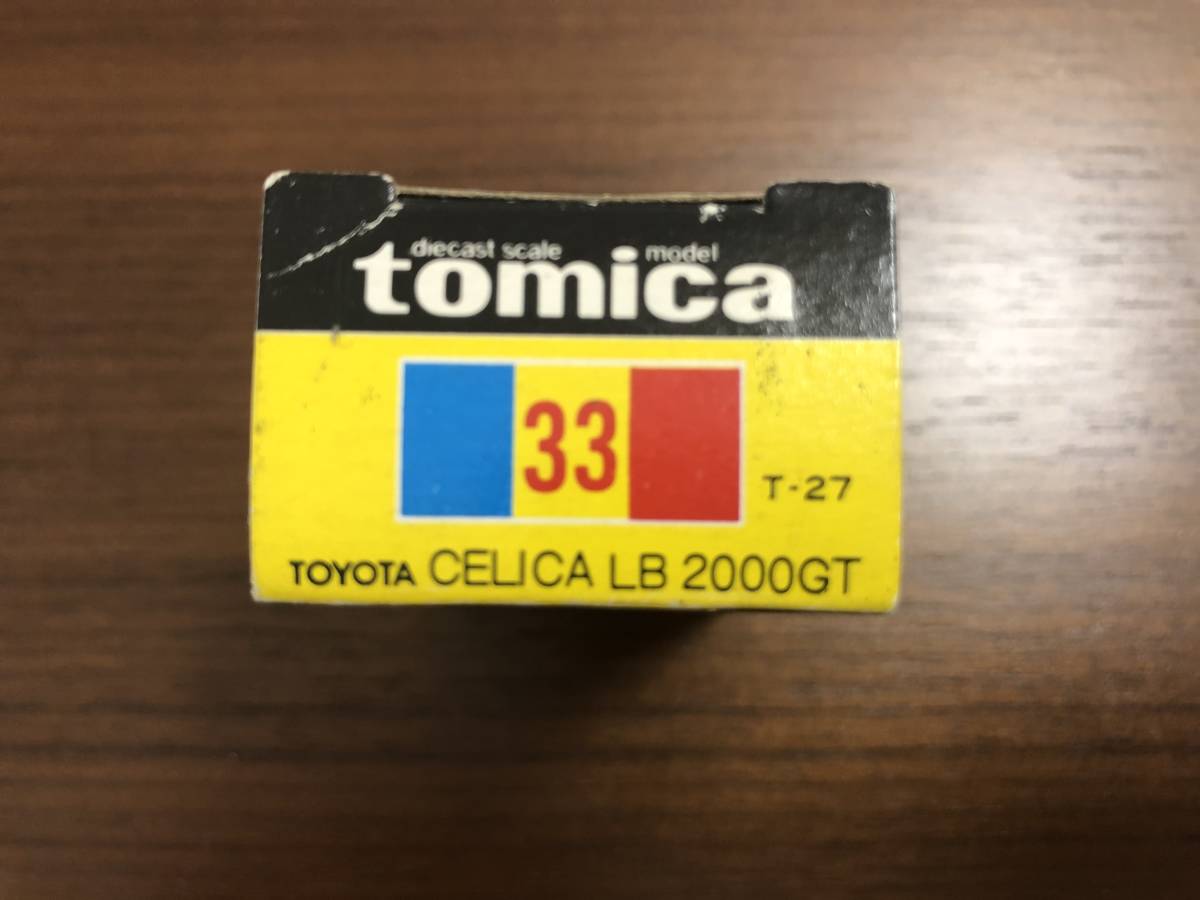 diecast scale model
tomica
33
T-27
TOYOTA CELICA LB 2000GT